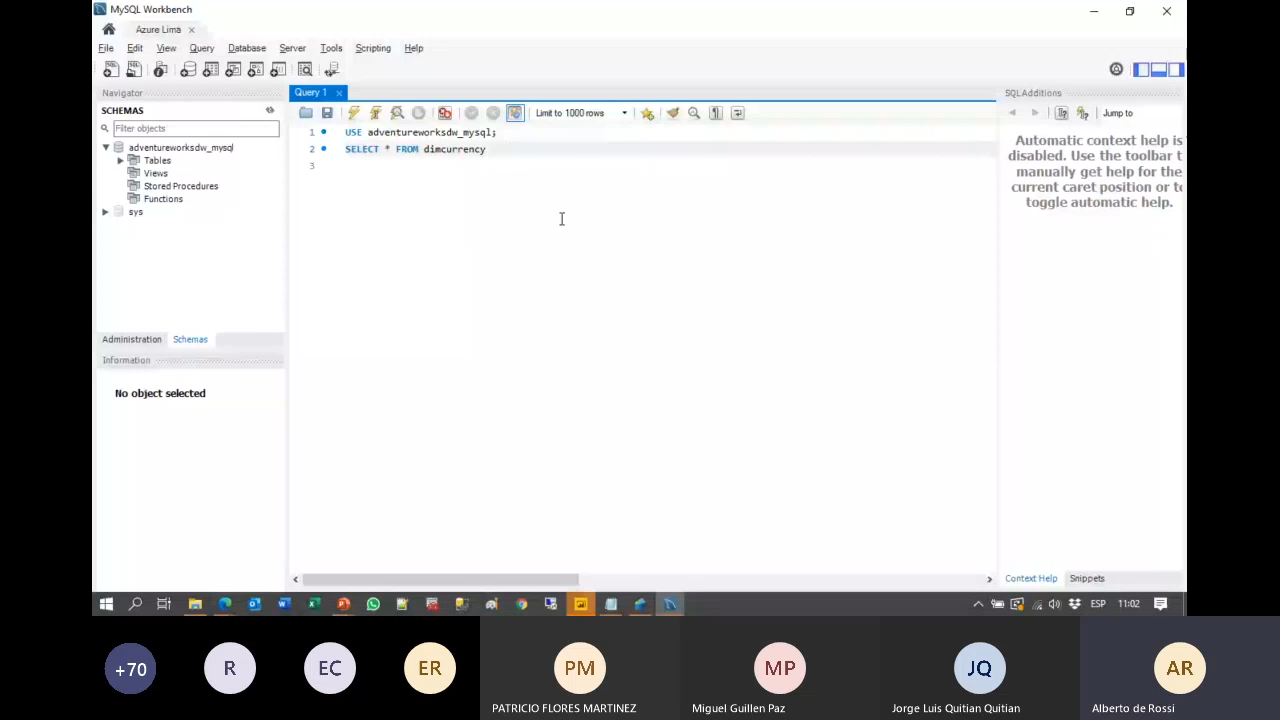 MySQL Workbench
Azure Lima
File Edit View Query Database Server Tools Scripting Help
Navigator
SCHEMAS
Filter objects
adventureworksdw_mysql
Tables
Views
Stored Procedures
Functions
sys
Administration Schemas
Information
No object selected
Query 1
Limit to 1000 rows
1 USE adventureworksdw_mysql;
2 SELECT * FROM dimcurrency
3
SQLAdditions
Jump to
Automatic context help is
disabled. Use the toolbar t
manually get help for the
current caret position or to
toggle automatic help.
Context Help Snippets
ESP 11:02
+70
R
EC
ER
PM
PATRICIO FLORES MARTINEZ
MP
Miguel Guillen Paz
JQ
Jorge Luis Quitian Quitian
AR
Alberto de Rossi